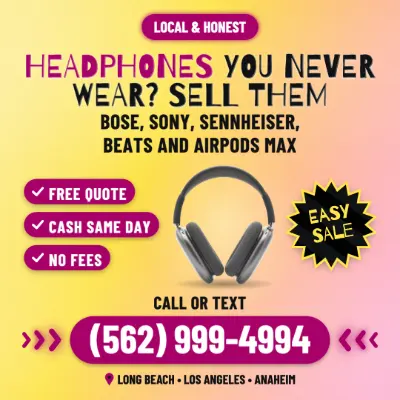 LOCAL & HONEST
HEADPHONES YOU NEVER
WEAR? SELL THEM
BOSE, SONY, SENNHEISER,
BEATS AND AIRPODS MAX
FREE QUOTE
CASH SAME DAY
NO FEES
EASY
SALE
CALL OR TEXT
(562) 999-4994
LONG BEACH • LOS ANGELES • ANAHEIM